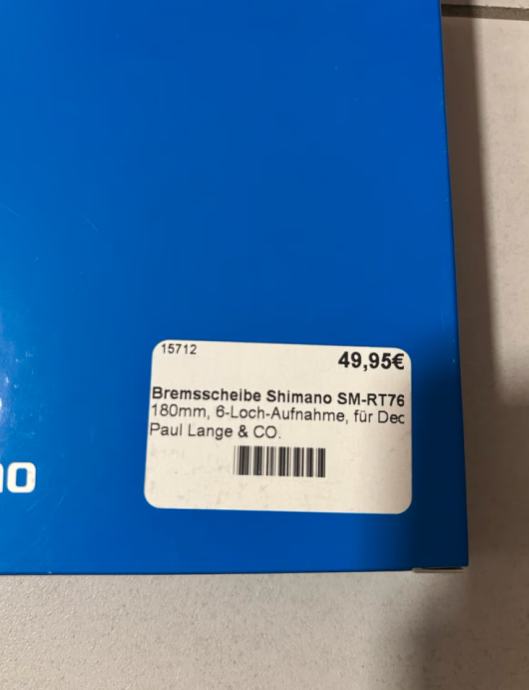 15712
49,95€
Bremsscheibe Shimano SM-RT76
180mm, 6-Loch-Aufnahme, für Dec
Paul Lange & CO.
no